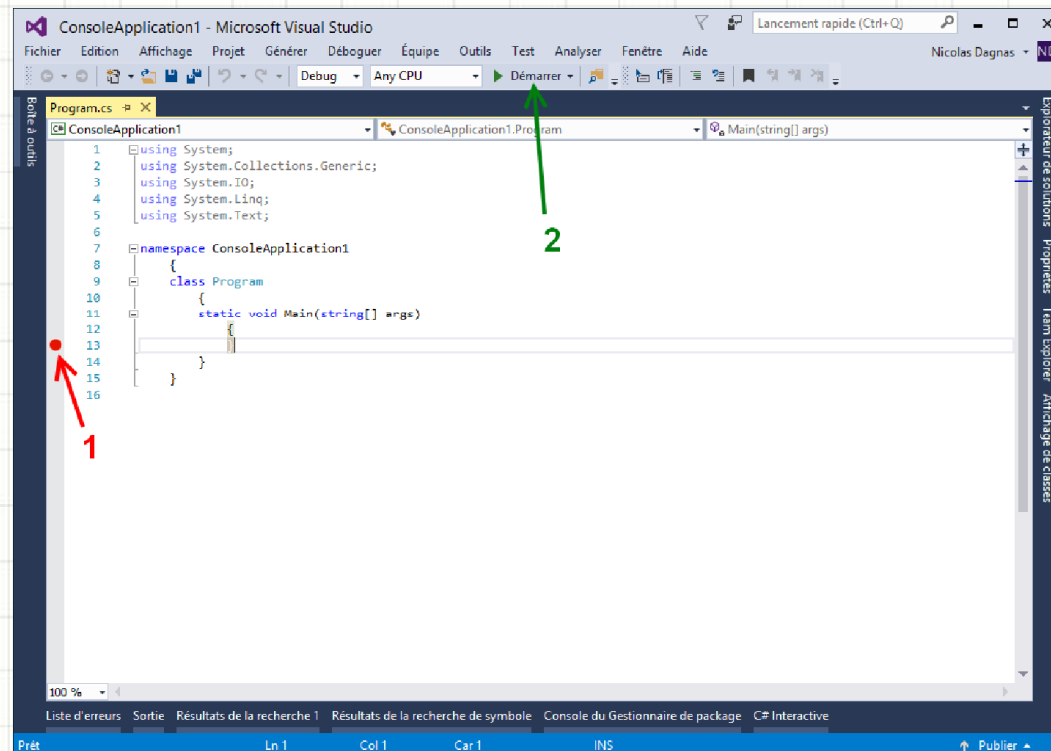 ConsoleApplication1 - Microsoft Visual Studio
Lancement rapide (Ctrl+Q)
Fichier Edition Affichage Projet Générer Déboguer Équipe Outils Test Analyser Fenêtre Aide
Nicolas Dagnas
Debug Any CPU Démarrer
Boîte à outils
Program.cs
ConsoleApplication1 ConsoleApplication1.Program Main(string[] args)
1 using System;
2 using System.Collections.Generic;
3 using System.IO;
4 using System.Linq;
5 using System.Text;
6
7 namespace ConsoleApplication1
8 {
9 class Program
10 {
11 static void Main(string[] args)
12 {
13 }
14 }
15 }
16
1
2
Explorateur de solutions
Propriétés
Team Explorer
Affichage de classes
100 %
Liste d'erreurs Sortie Résultats de la recherche 1 Résultats de la recherche de symbole Console du Gestionnaire de package C# Interactive
Prêt Ln 1 Col 1 Car 1 INS Publier